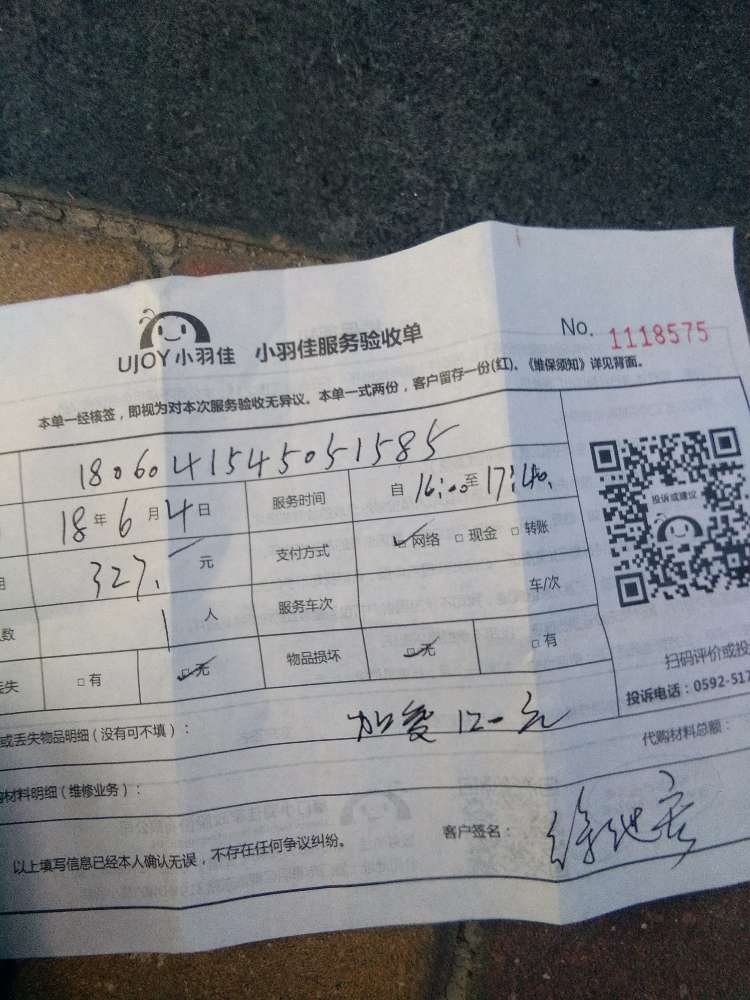 UJOY小羽佳 小羽佳服务验收单 No. 1118575
本单一经核签，即视为对本次服务验收无异议。本单一式两份，客户留存一份(红)。《维保须知》详见背面。
1806041545051585
18年6月4日 服务时间 自16:00至17:40
327.元 支付方式 ☑网络 □现金 □转账
数 1人 服务车次 车/次
丢失 □有 ☑无 物品损坏 ☑无 □有
投诉或建议
扫码评价或投
投诉电话：0592-517
或丢失物品明细（没有可不填）： 元
代购材料总额：
材料明细（维修业务）：
以上填写信息已经本人确认无误，不存在任何争议纠纷。 客户签名：